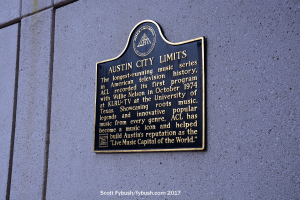 AUSTIN CITY LIMITS
The longest-running music series
in American television history,
ACL recorded its first program
with Willie Nelson in October 1974
at KLRU-TV at the University of
Texas. Showcasing roots music,
legends and innovative popular
music from every genre, ACL has
become a music icon and helped
build Austin's reputation as the
"Live Music Capital of the World."
Scott Fybush/fybush.com 2017